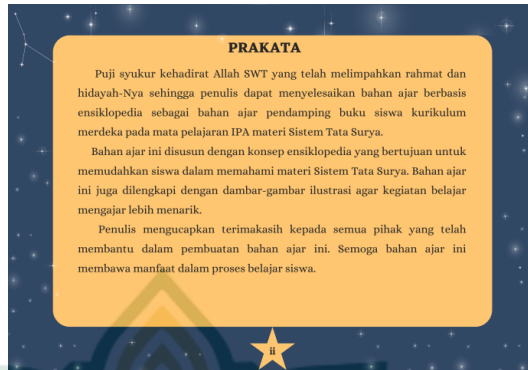 PRAKATA
Puji syukur kehadirat Allah SWT yang telah melimpahkan rahmat dan
hidayah-Nya sehingga penulis dapat menyelesaikan bahan ajar berbasis
ensiklopedia sebagai bahan ajar pendamping buku siswa kurikulum
merdeka pada mata pelajaran IPA materi Sistem Tata Surya.
Bahan ajar ini disusun dengan konsep ensiklopedia yang bertujuan untuk
memudahkan siswa dalam memahami materi Sistem Tata Surya. Bahan ajar
ini juga dilengkapi dengan dambar-gambar ilustrasi agar kegiatan belajar
mengajar lebih menarik.
Penulis mengucapkan terimakasih kepada semua pihak yang telah
membantu dalam pembuatan bahan ajar ini. Semoga bahan ajar ini
membawa manfaat dalam proses belajar siswa.
ii